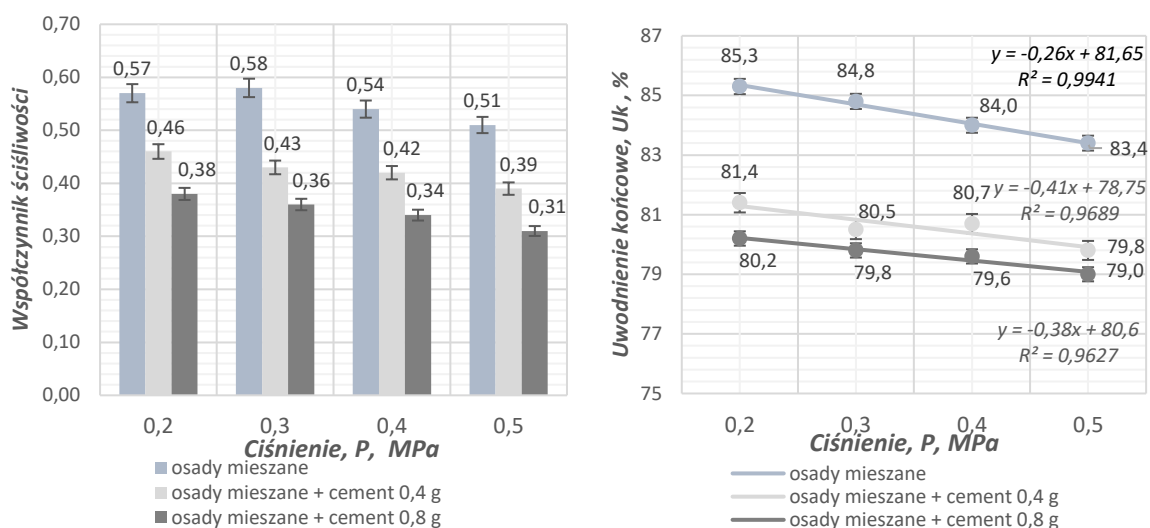 0,70
0,60
0,50
0,40
0,30
0,20
0,10
0,00
Współczynnik ściśliwości
0,57
0,46
0,38
0,58
0,43
0,36
0,54
0,42
0,34
0,51
0,39
0,31
0,2
0,3
0,4
0,5
Ciśnienie, P, MPa
osady mieszane
osady mieszane + cement 0,4 g
osady mieszane + cement 0,8 g
87
85
83
81
79
77
75
Uwodnienie końcowe, Uk , %
y = -0,26x + 81,65
R² = 0,9941
85,3
84,8
84,0
83,4
y = -0,41x + 78,75
R² = 0,9689
81,4
80,5
80,7
79,8
80,2
79,8
79,6
79,0
y = -0,38x + 80,6
R² = 0,9627
0,2
0,3
0,4
0,5
Ciśnienie, P, MPa
osady mieszane
osady mieszane + cement 0,4 g
osady mieszane + cement 0,8 g